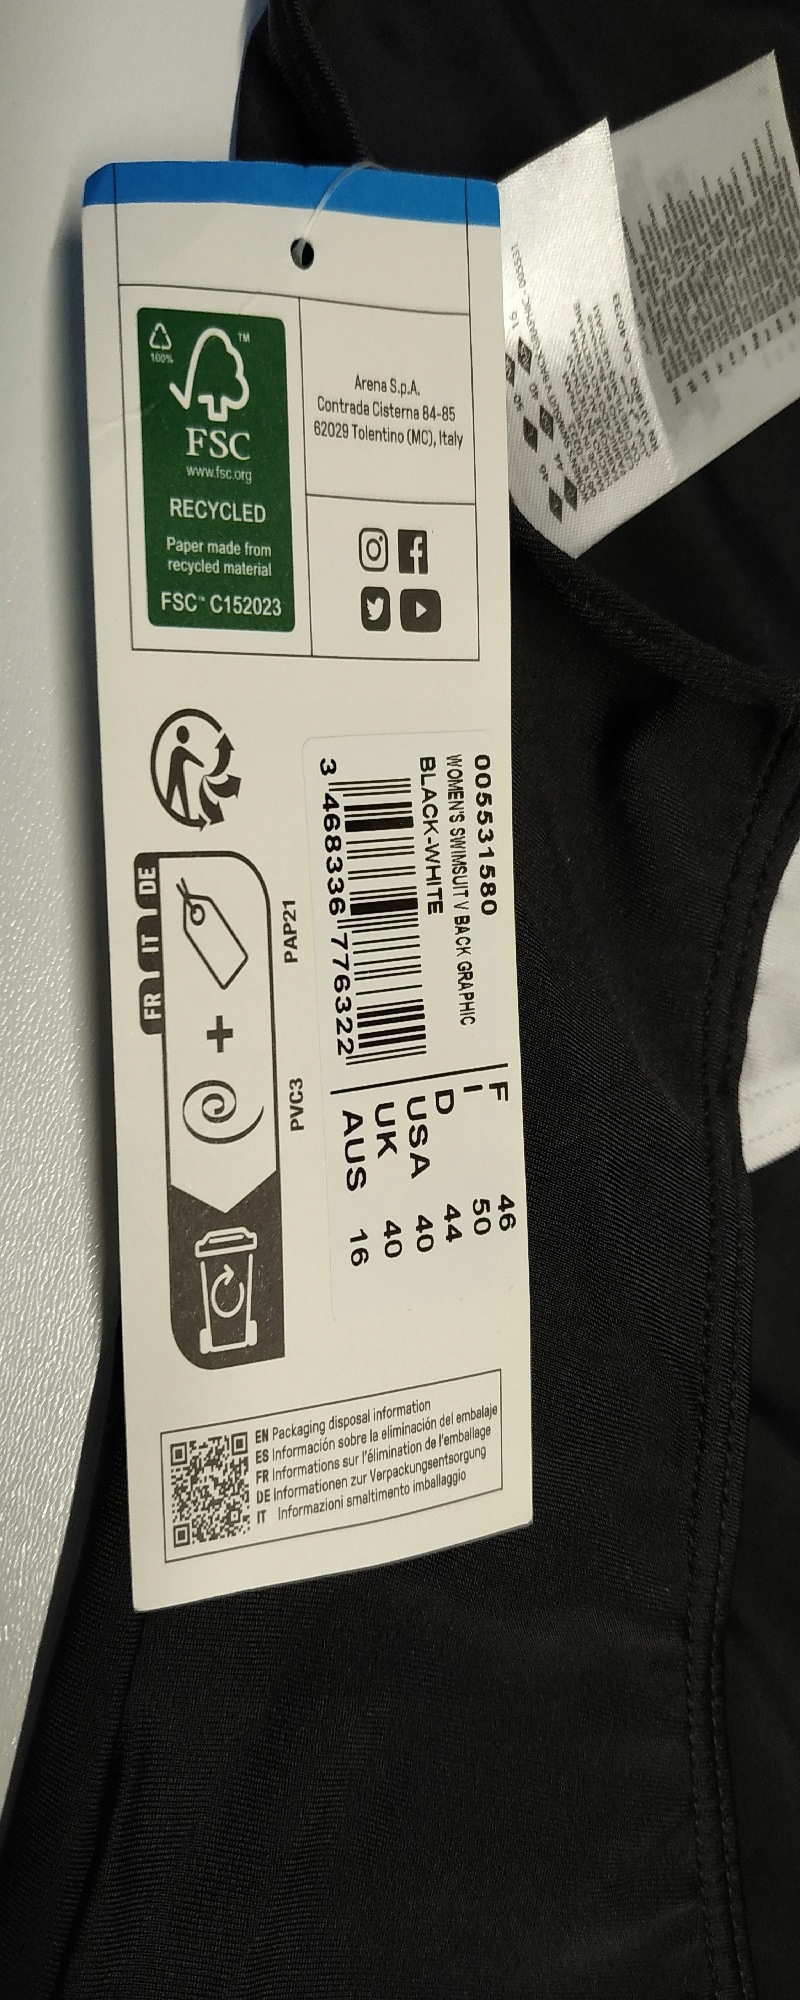 100%
TM
FSC
www.fsc.org
RECYCLED
Paper made from
recycled material
FSC™ C152023
Arena S.p.A.
Contrada Cisterna 84-85
62029 Tolentino (MC), Italy
005531580
WOMEN'S SWIMSUIT V BACK GRAPHIC
BLACK-WHITE
3 468336 776322
F 46
I 50
D 44
USA 40
UK 40
AUS 16
PAP21
PVC3
DE
IT
FR
EN Packaging disposal information
ES Información sobre la eliminación del embalaje
FR Informations sur l'élimination de l'emballage
DE Informationen zur Verpackungsentsorgung
IT Informazioni smaltimento imballaggio